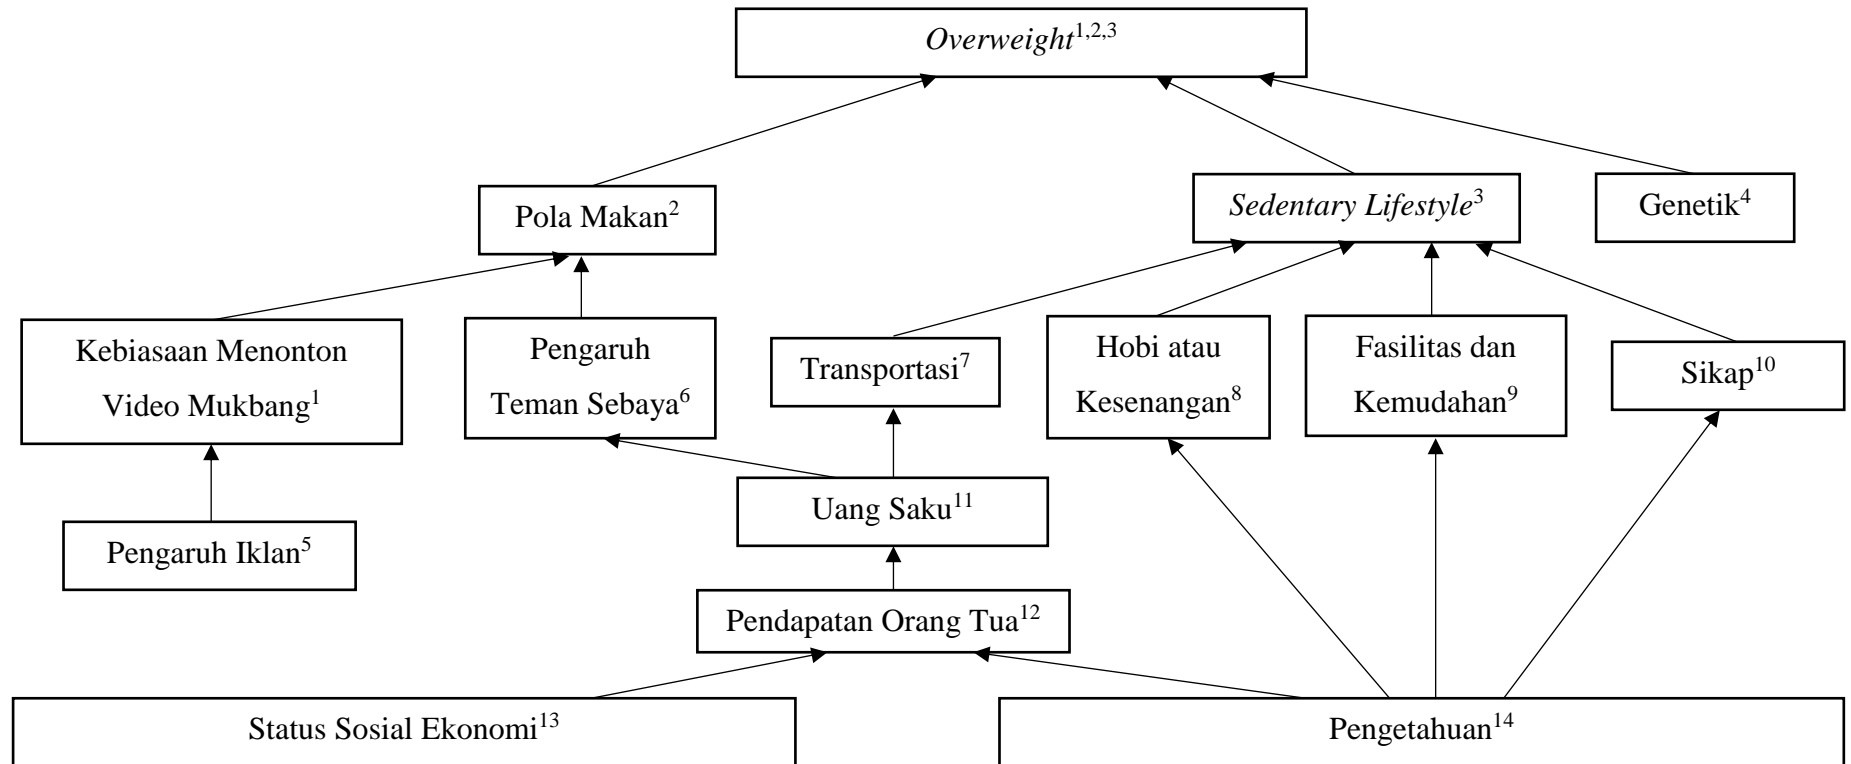 Overweight1,2,3
Pola Makan2
Sedentary Lifestyle3
Genetik4
Kebiasaan Menonton
Video Mukbang1
Pengaruh
Teman Sebaya6
Transportasi7
Hobi atau
Kesenangan8
Fasilitas dan
Kemudahan9
Sikap10
Uang Saku11
Pengaruh Iklan5
Pendapatan Orang Tua12
Status Sosial Ekonomi13
Pengetahuan14